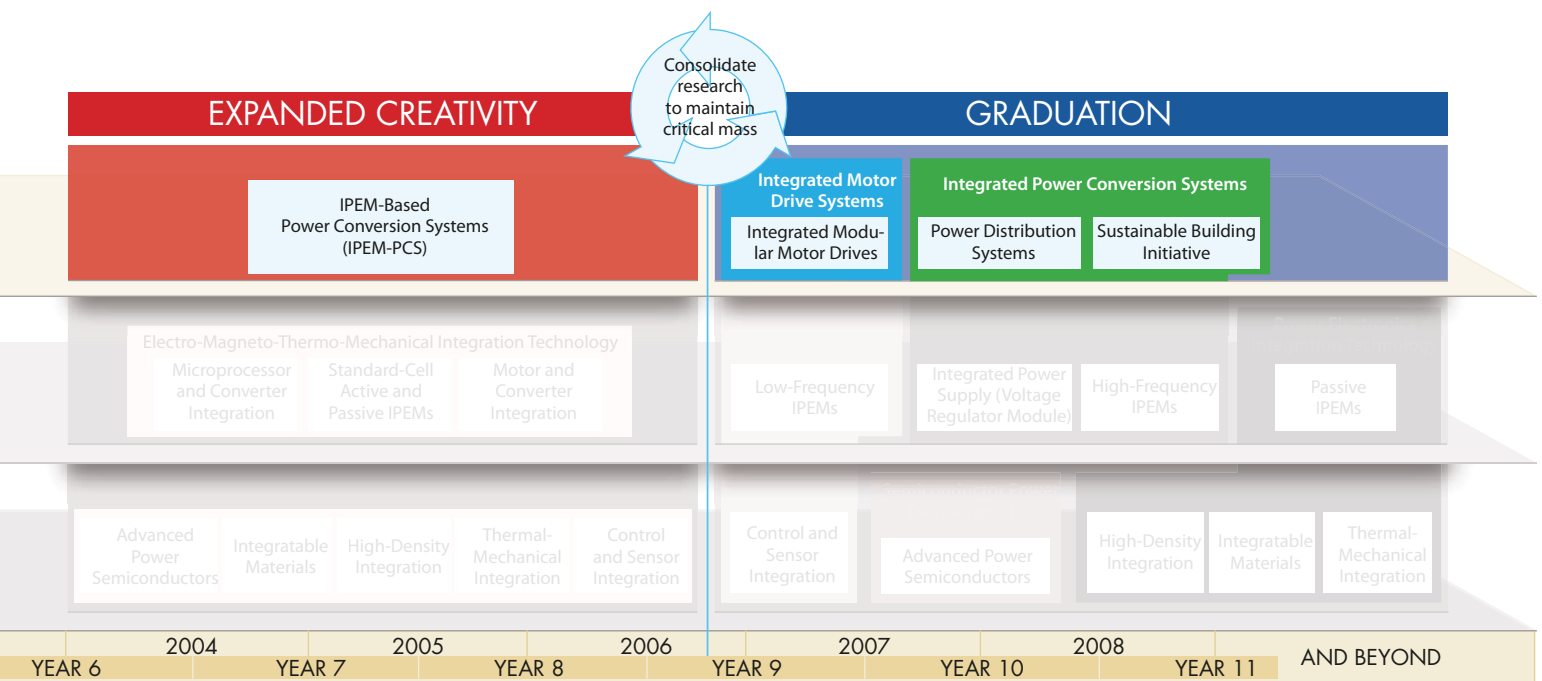 Consolidate
research
to maintain
critical mass
EXPANDED CREATIVITY
GRADUATION
IPEM-Based
Power Conversion Systems
(IPEM-PCS)
Integrated Motor
Drive Systems
Integrated Modu-
lar Motor Drives
Integrated Power Conversion Systems
Power Distribution
Systems
Sustainable Building
Initiative
Electro-Magneto-Thermo-Mechanical Integration Technology
Microprocessor
and Converter
Integration
Standard-Cell
Active and
Passive IPEMs
Motor and
Converter
Integration
Low-Frequency
IPEMs
Integrated Power
Supply (Voltage
Regulator Module)
High-Frequency
IPEMs
Passive
IPEMs
Advanced
Power
Semiconductors
Integratable
Materials
High-Density
Integration
Thermal-
Mechanical
Integration
Control
and Sensor
Integration
Control and
Sensor
Integration
Advanced Power
Semiconductors
High-Density
Integration
Integratable
Materials
Thermal-
Mechanical
Integration
2004
2005
2006
2007
2008
AND BEYOND
YEAR 6
YEAR 7
YEAR 8
YEAR 9
YEAR 10
YEAR 11